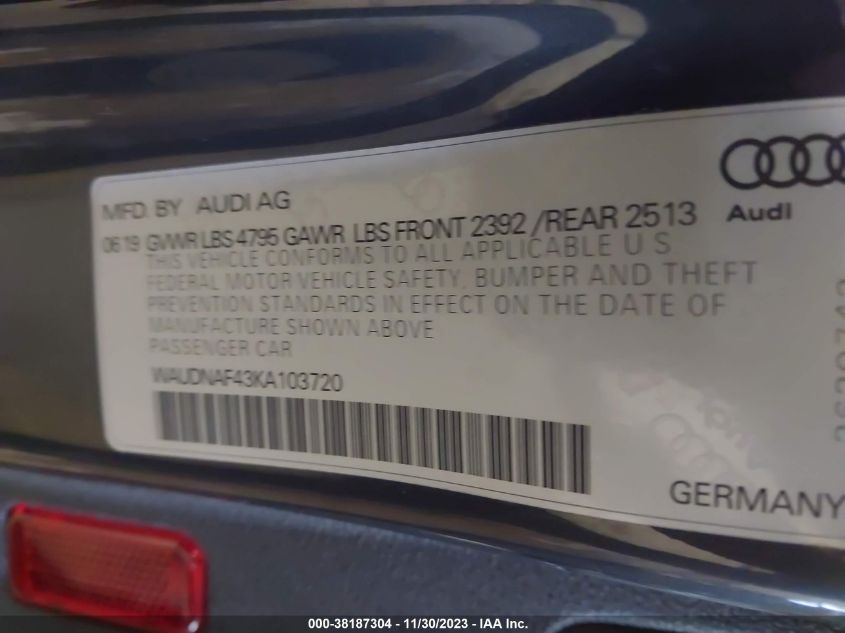 MFD. BY AUDI AG
Audi
0619 GVWR LBS 4795 GAWR LBS FRONT 2392 /REAR 2513
THIS VEHICLE CONFORMS TO ALL APPLICABLE U S
FEDERAL MOTOR VEHICLE SAFETY, BUMPER AND THEFT
PREVENTION STANDARDS IN EFFECT ON THE DATE OF
MANUFACTURE SHOWN ABOVE
PASSENGER CAR
WAUDNAF43KA103720
GERMANY
000-38187304 - 11/30/2023 - IAA Inc.